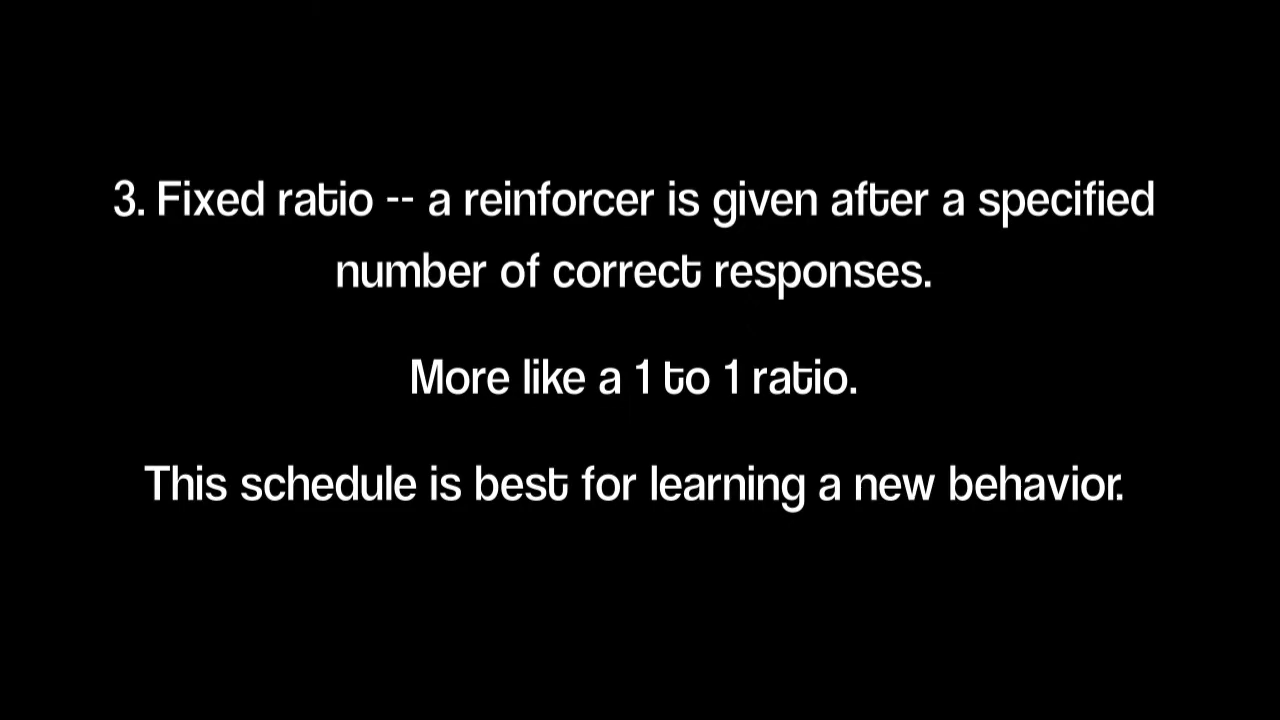 3. Fixed ratio -- a reinforcer is given after a specified
number of correct responses.
More like a 1 to 1 ratio.
This schedule is best for learning a new behavior.